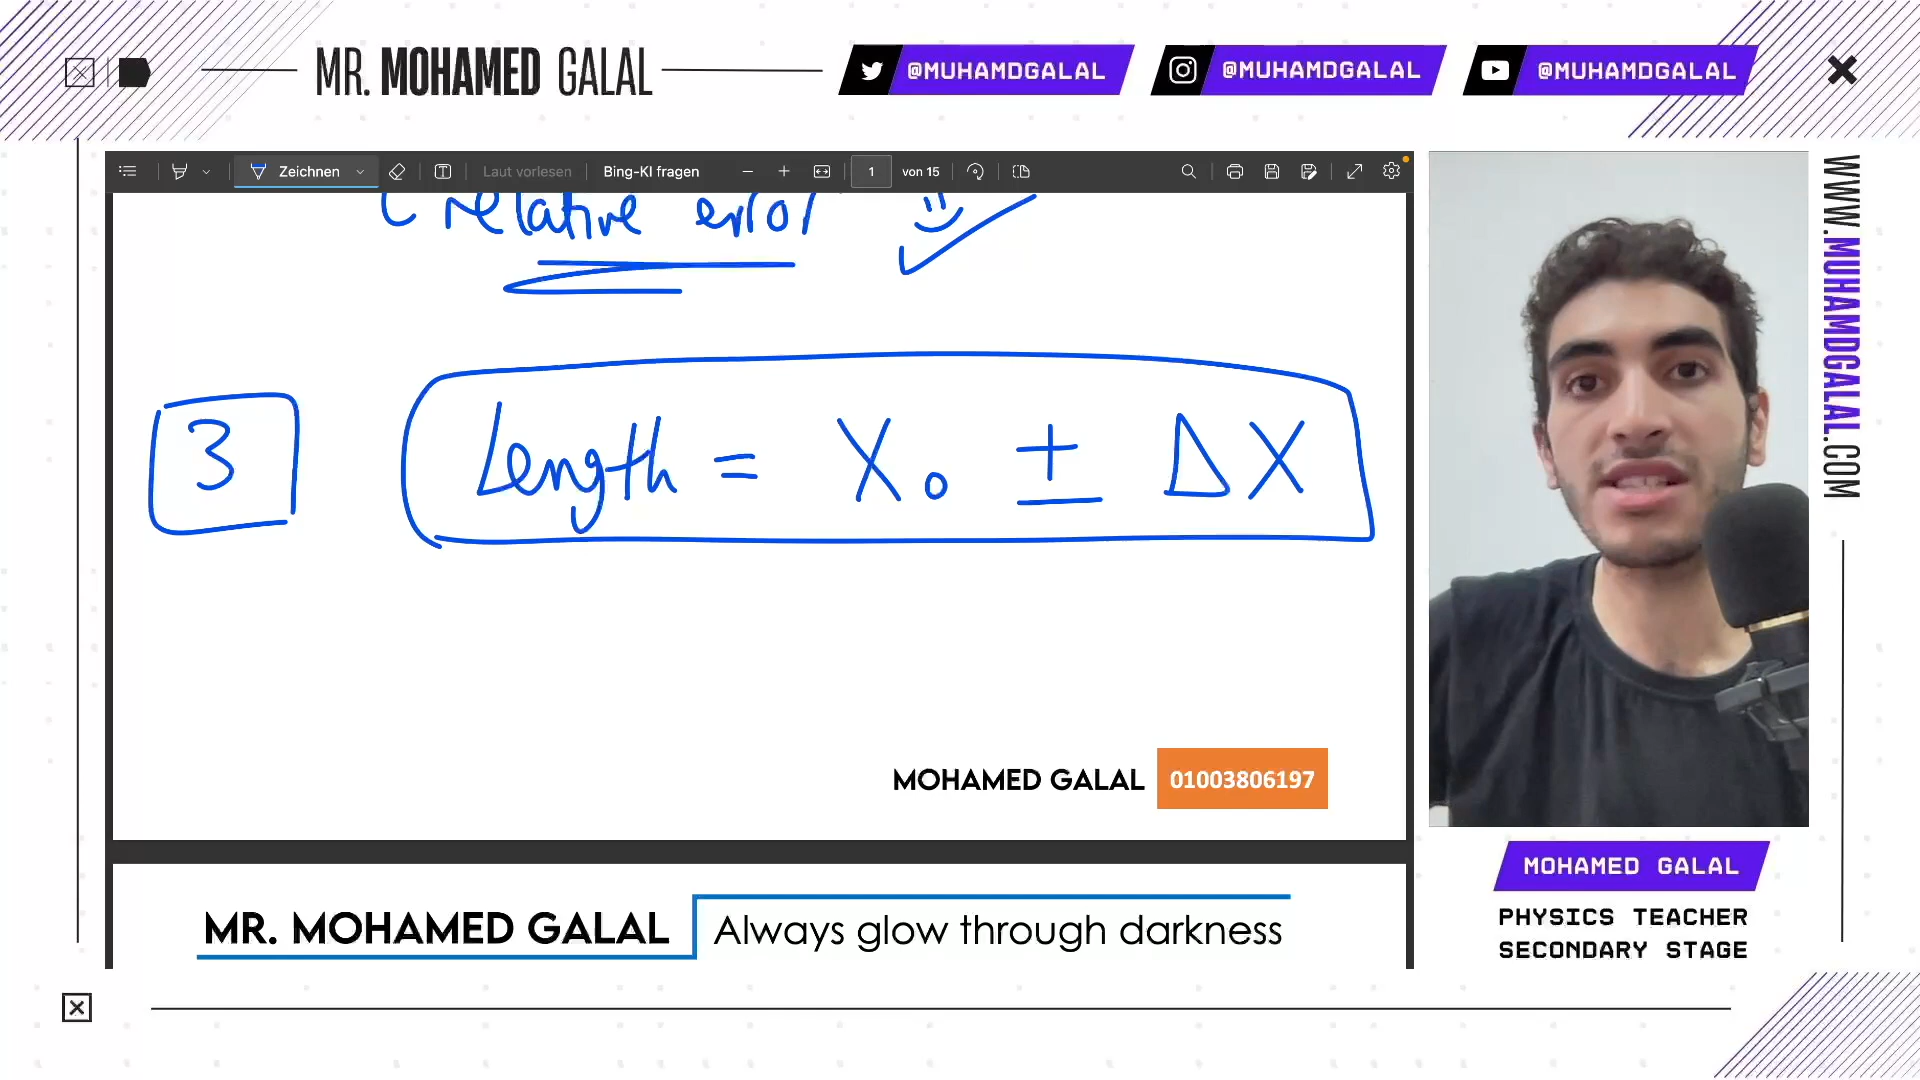 MR. MOHAMED GALAL
@MUHAMDGALAL
@MUHAMDGALAL
@MUHAMDGALAL
Zeichnen
Laut vorlesen
Bing-KI fragen
1
von 15
relative error
3
Length = X₀ ± ΔX
MOHAMED GALAL
01003806197
MR. MOHAMED GALAL
Always glow through darkness
WWW.MUHAMDGALAL.COM
MOHAMED GALAL
PHYSICS TEACHER
SECONDARY STAGE